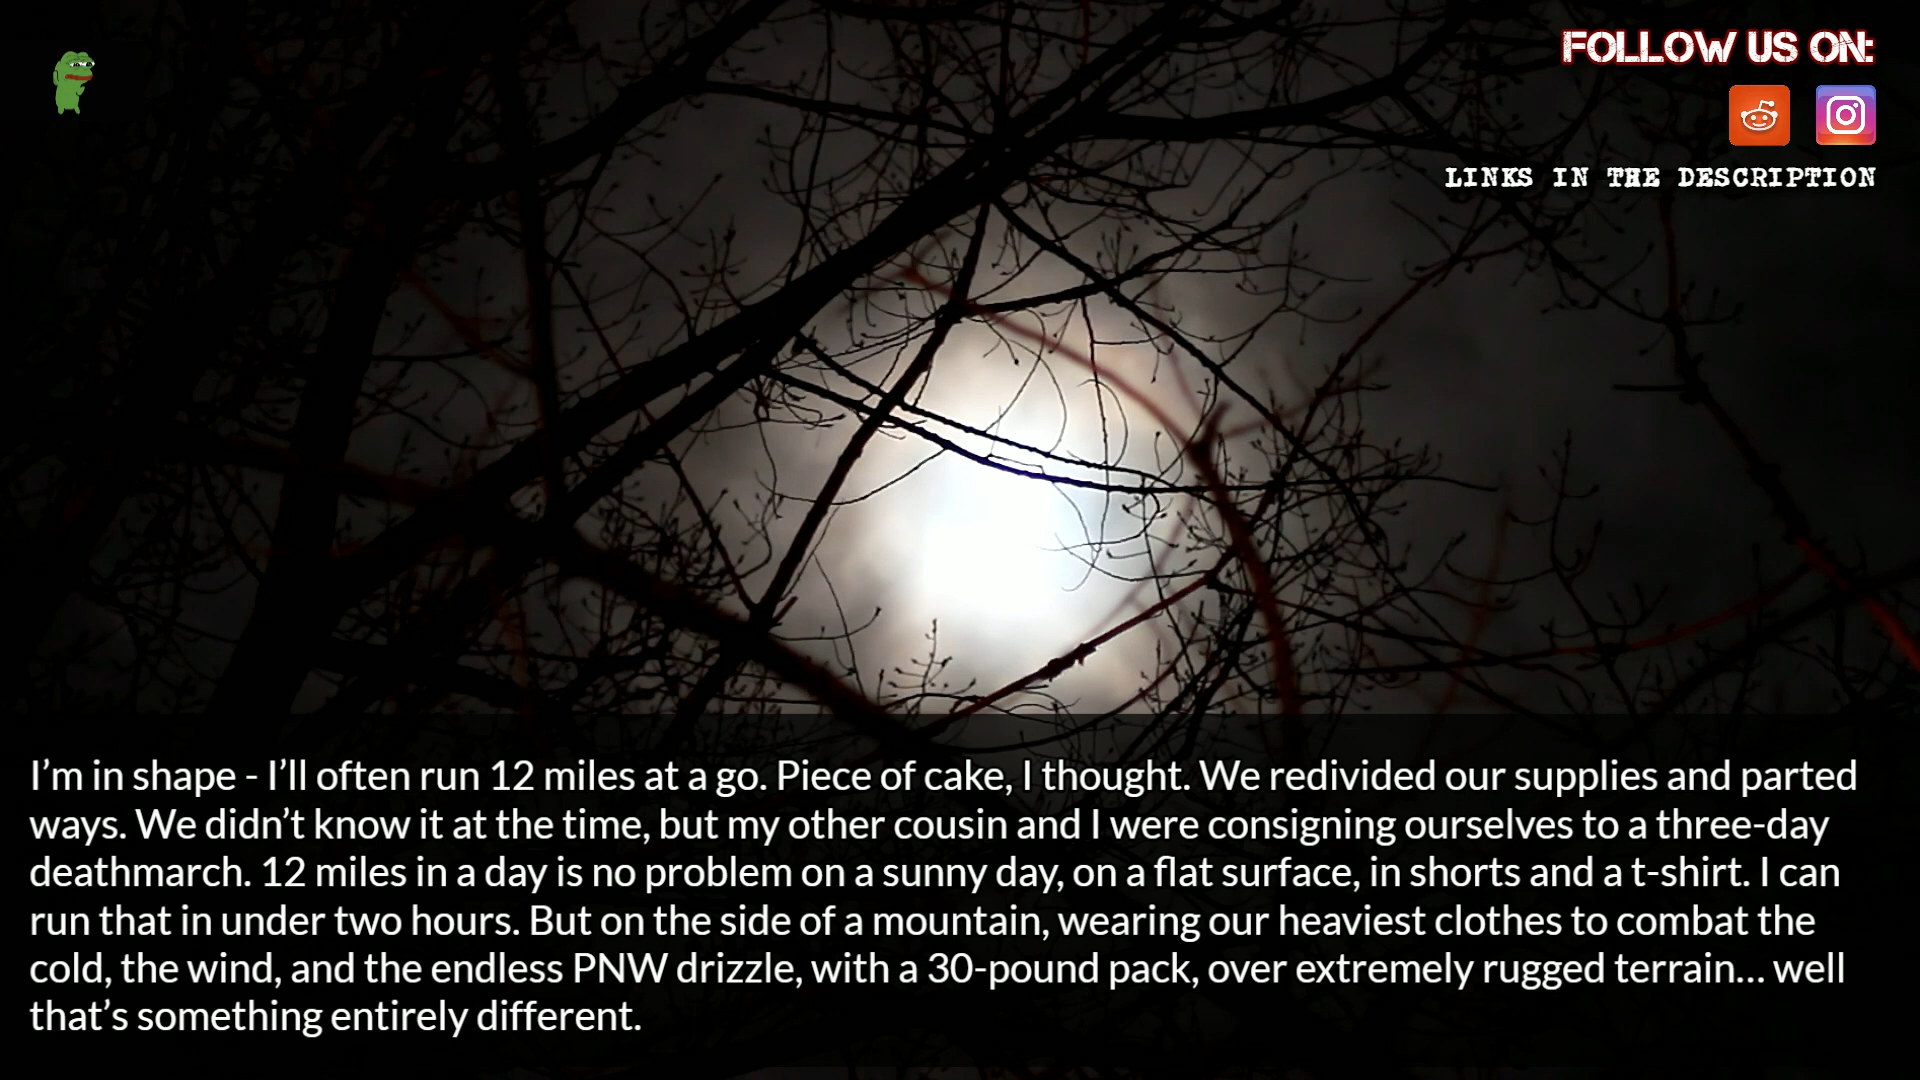 FOLLOW US ON:
LINKS IN THE DESCRIPTION
I’m in shape - I’ll often run 12 miles at a go. Piece of cake, I thought. We redivided our supplies and parted
ways. We didn’t know it at the time, but my other cousin and I were consigning ourselves to a three-day
deathmarch. 12 miles in a day is no problem on a sunny day, on a flat surface, in shorts and a t-shirt. I can
run that in under two hours. But on the side of a mountain, wearing our heaviest clothes to combat the
cold, the wind, and the endless PNW drizzle, with a 30-pound pack, over extremely rugged terrain... well
that’s something entirely different.